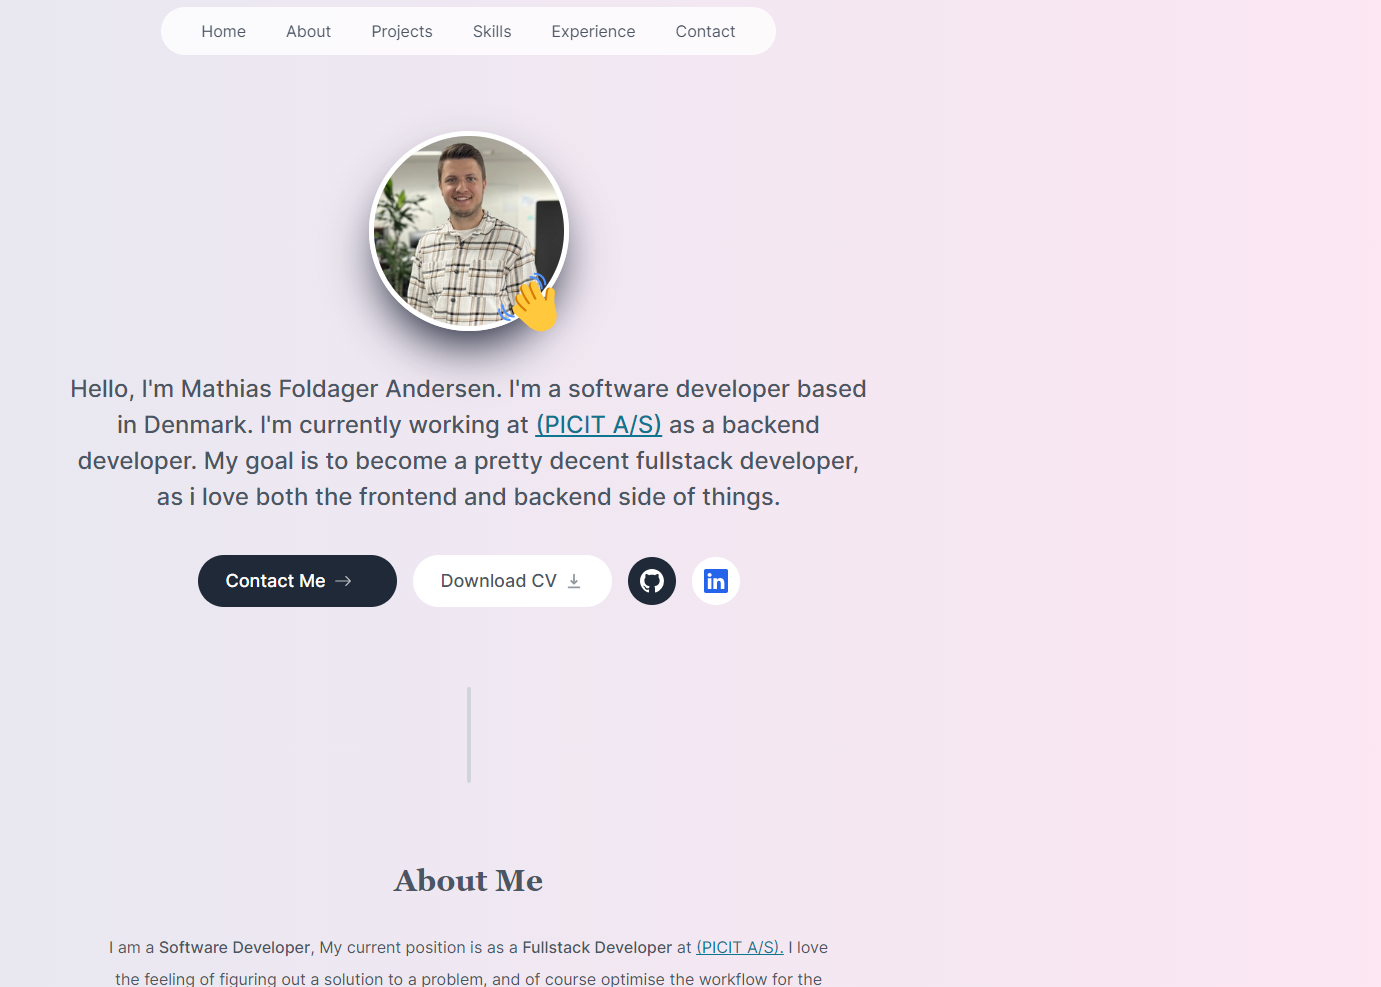 Home About Projects Skills Experience Contact
Hello, I'm Mathias Foldager Andersen. I'm a software developer based
in Denmark. I'm currently working at (PICIT A/S) as a backend
developer. My goal is to become a pretty decent fullstack developer,
as i love both the frontend and backend side of things.
Contact Me Download CV in
About Me
I am a Software Developer, My current position is as a Fullstack Developer at (PICIT A/S). I love
the feeling of figuring out a solution to a problem, and of course optimise the workflow for the